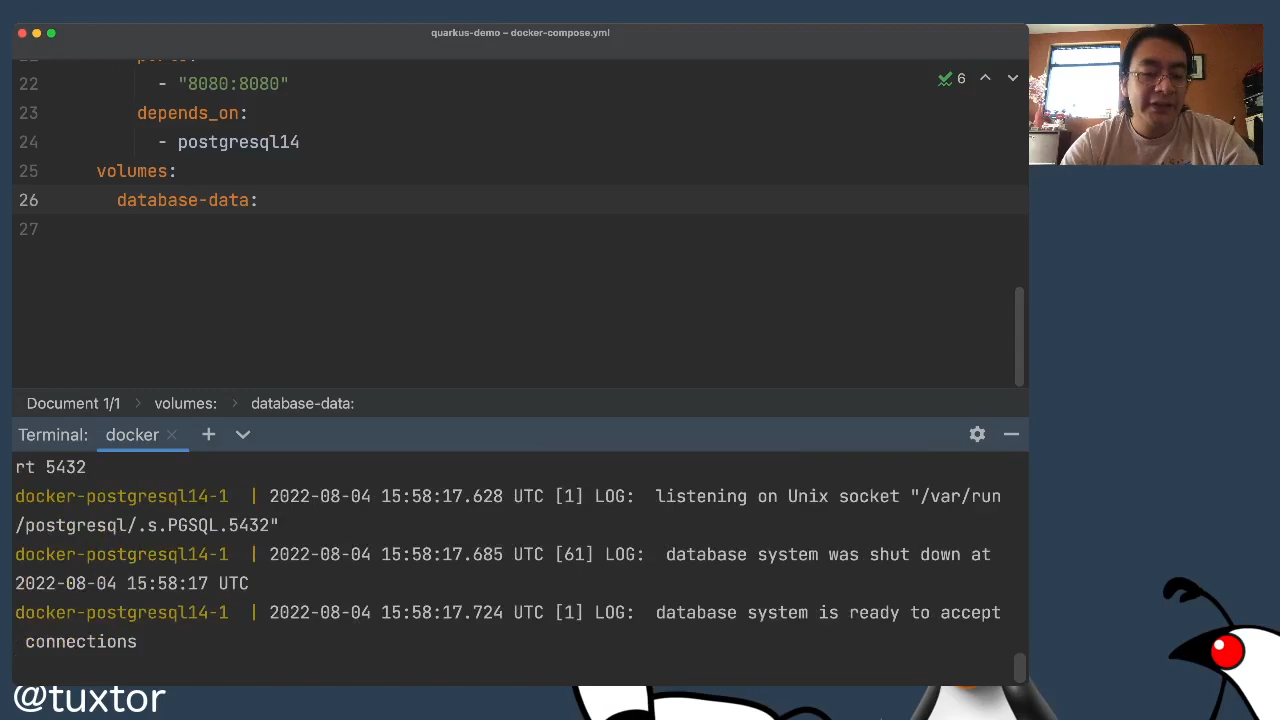 quarkus-demo – docker-compose.yml
22 - "8080:8080"
6
23 depends_on:
24 - postgresql14
25 volumes:
26 database-data:
27
Document 1/1 volumes: database-data:
Terminal: docker
rt 5432
docker-postgresql14-1 | 2022-08-04 15:58:17.628 UTC [1] LOG: listening on Unix socket "/var/run
/postgresql/.s.PGSQL.5432"
docker-postgresql14-1 | 2022-08-04 15:58:17.685 UTC [61] LOG: database system was shut down at
2022-08-04 15:58:17 UTC
docker-postgresql14-1 | 2022-08-04 15:58:17.724 UTC [1] LOG: database system is ready to accept
connections
@tuxtor